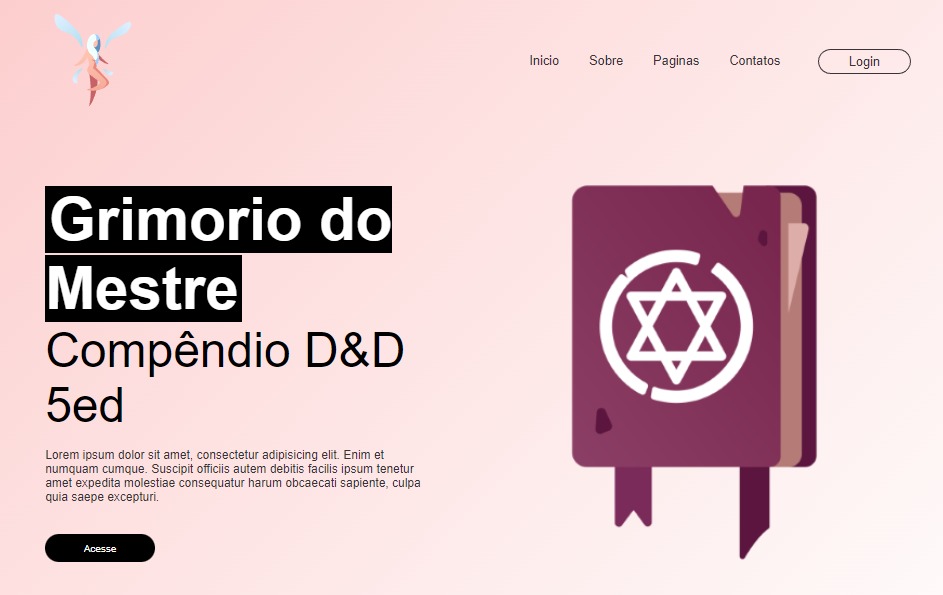 Inicio Sobre Paginas Contatos Login
Grimorio do
Mestre
Compêndio D&D
5ed
Lorem ipsum dolor sit amet, consectetur adipisicing elit. Enim et
numquam cumque. Suscipit officiis autem debitis facilis ipsum tenetur
amet expedita molestiae consequatur harum obcaecati sapiente, culpa
quia saepe excepturi.
Acesse